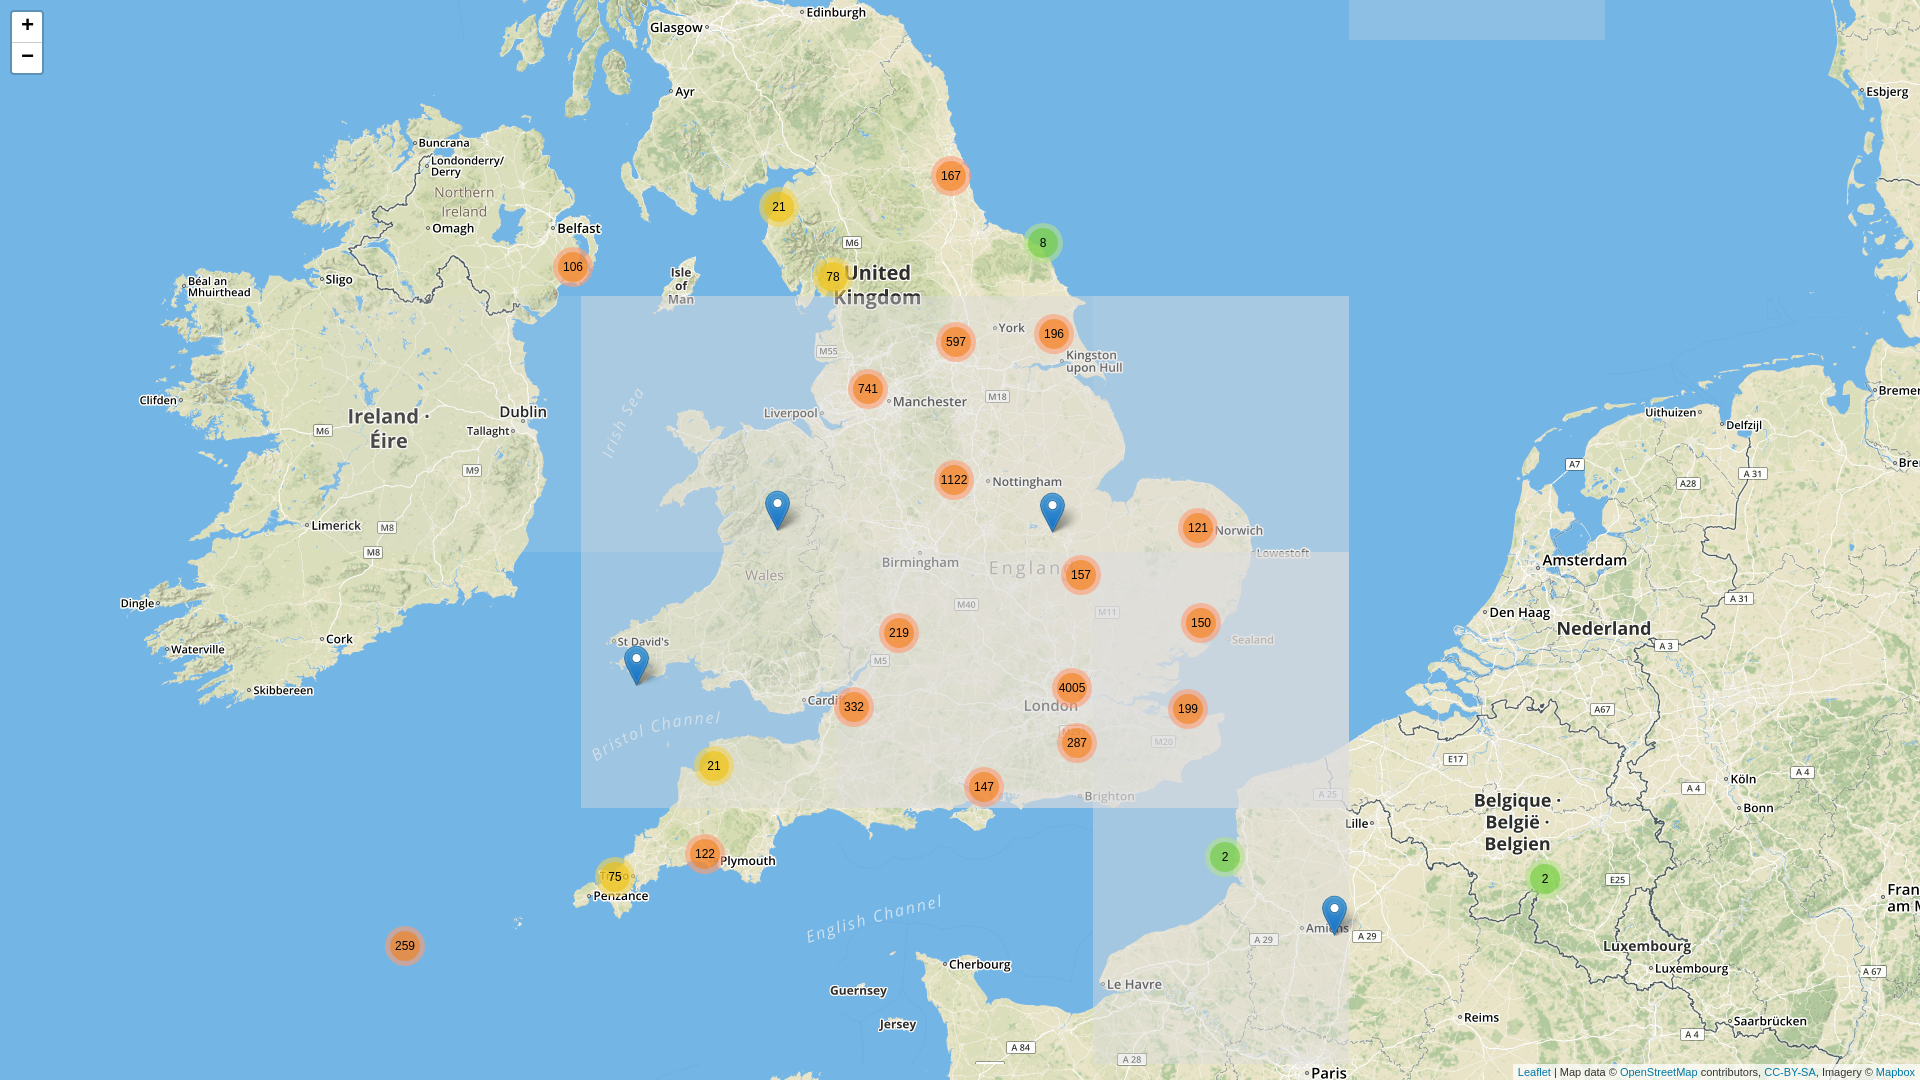 +
−
Edinburgh
Glasgow
Ayr
Esbjerg
Buncrana
Londonderry/
Derry
Northern
Ireland
Omagh
Belfast
167
21
8
M6
106
78
United
Kingdom
Isle
of
Man
Sligo
Béal an
Mhuirthead
York
196
597
M55
Kingston
upon Hull
741
Manchester
M18
Liverpool
Irish Sea
Clifden
Ireland ·
Éire
Dublin
Tallaght
M6
M9
Uithuizen
Delfzijl
A7
A 31
A28
1122
Nottingham
Limerick
M8
M8
121
Norwich
Lowestoft
Birmingham
Wales
157
Amsterdam
Dingle
M40
M11
A 31
Den Haag
Nederland
219
150
Sealand
Cork
St David's
Waterville
M5
A 3
Skibbereen
4005
London
332
199
A67
Bristol Channel
287
M20
E17
21
147
Brighton
A 25
Köln
A 4
A 4
Bonn
Belgique ·
België ·
Belgien
Lille
122
Plymouth
2
75
Penzance
2
E25
English Channel
Amiens
A 29
A 29
259
Luxembourg
Luxembourg
A 67
Cherbourg
Le Havre
Guernsey
Jersey
Reims
Saarbrücken
A 84
A 28
A 4
Paris
Leaflet | Map data © OpenStreetMap contributors, CC-BY-SA, Imagery © Mapbox